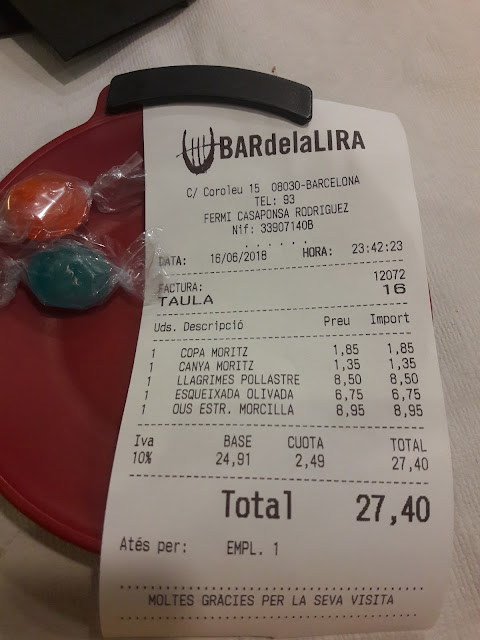 BARdelaLIRA
C/ Coroleu 15 08030-BARCELONA
TEL: 93
FERMI CASAPONSA RODRIGUEZ
Nif: 33907140B
. . . . . .
DATA: 16/06/2018 HORA: 23:42:23
FACTURA: 12072
TAULA 16
Uds. Descripció Preu Import
1 COPA MORITZ 1,85 1,85
1 CANYA MORITZ 1,35 1,35
1 LLAGRIMES POLLASTRE 8,50 8,50
1 ESQUEIXADA OLIVADA 6,75 6,75
1 OUS ESTR. MORCILLA 8,95 8,95
Iva BASE CUOTA TOTAL
10% 24,91 2,49 27,40
Total 27,40
Atés per: EMPL. 1
MOLTES GRACIES PER LA SEVA VISITA